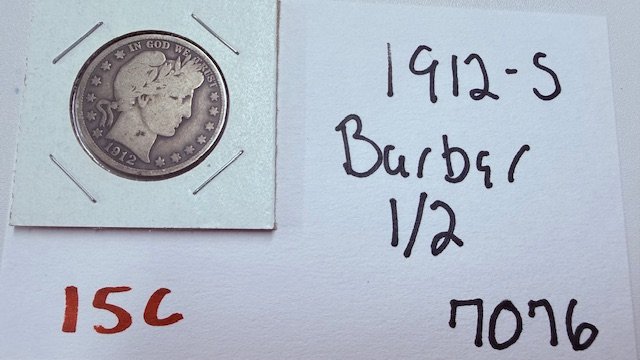 IN GOD WE TRUST
1912
1912-S
Barber
1/2
15C
7076